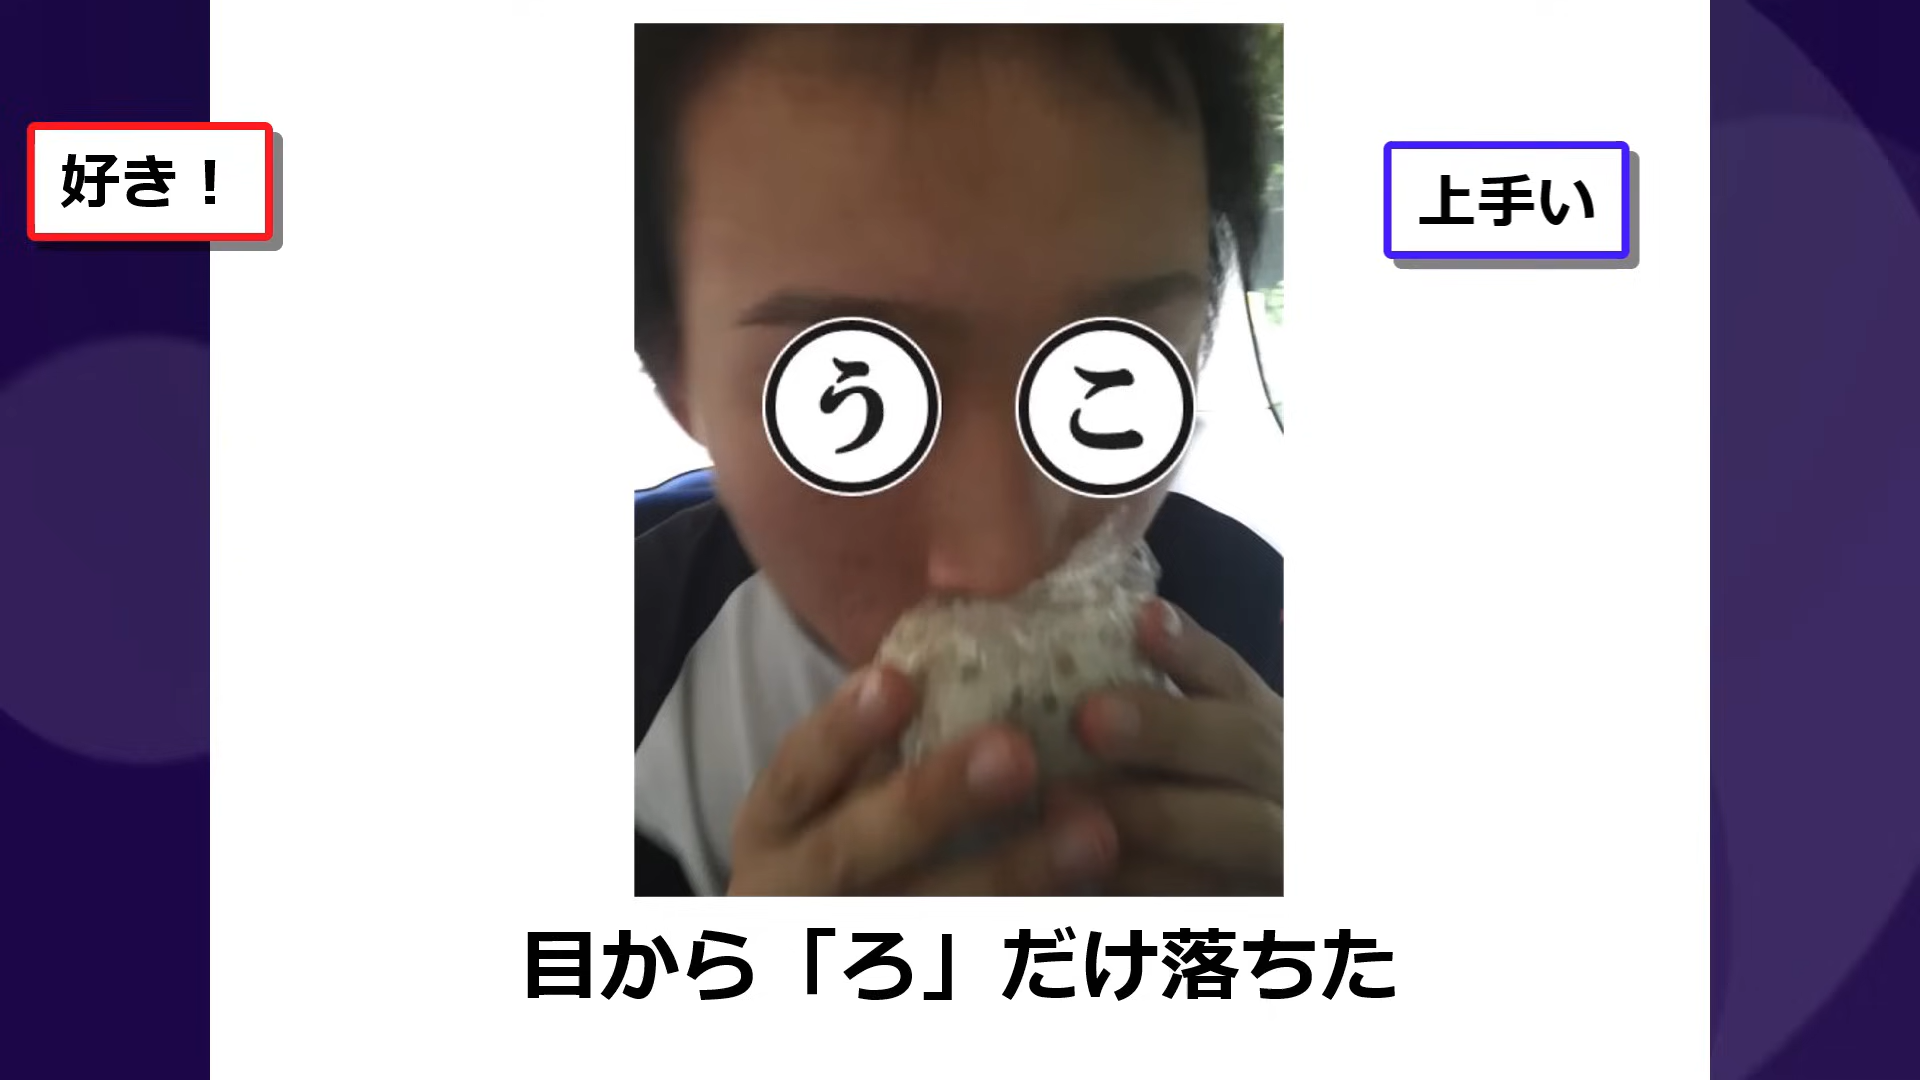 好き！
上手い
う こ
目から「ろ」だけ落ちた